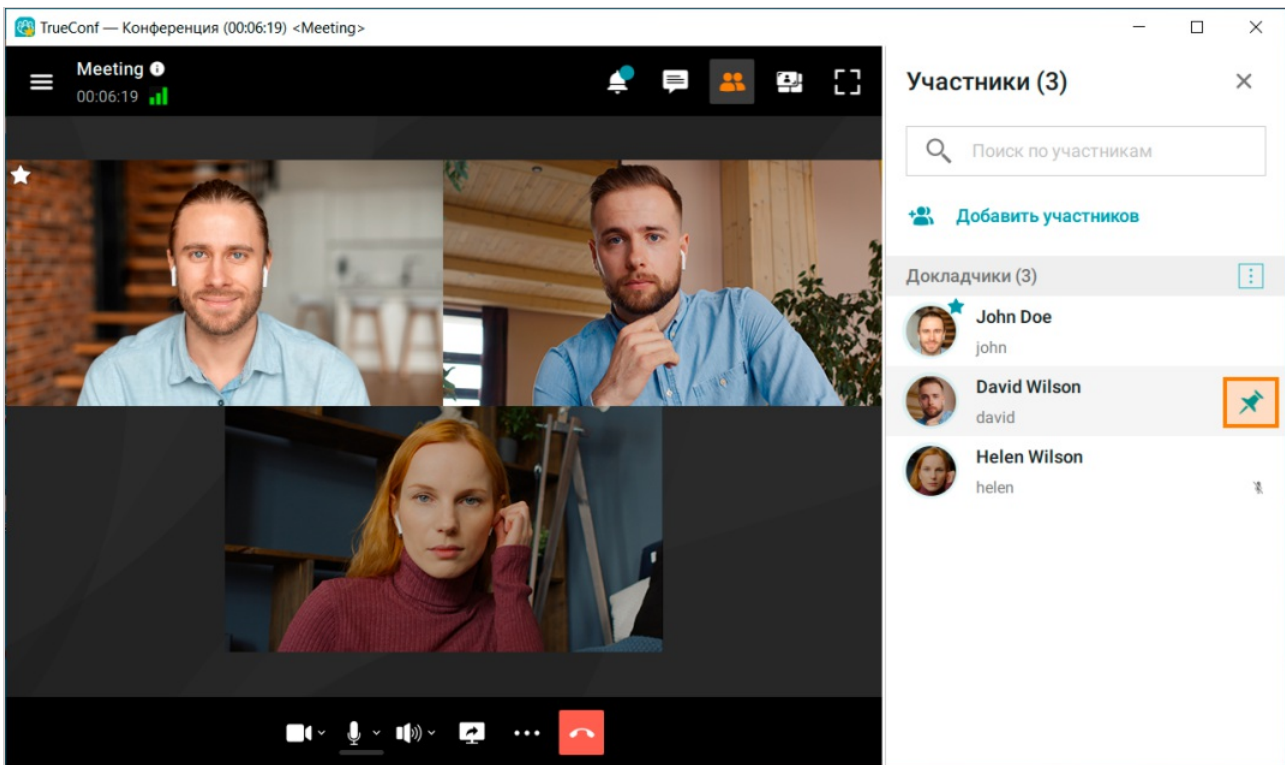 TrueConf — Конференция (00:06:19) <Meeting>
Meeting
00:06:19
Участники (3)
Поиск по участникам
Добавить участников
Докладчики (3)
John Doe
john
David Wilson
david
Helen Wilson
helen